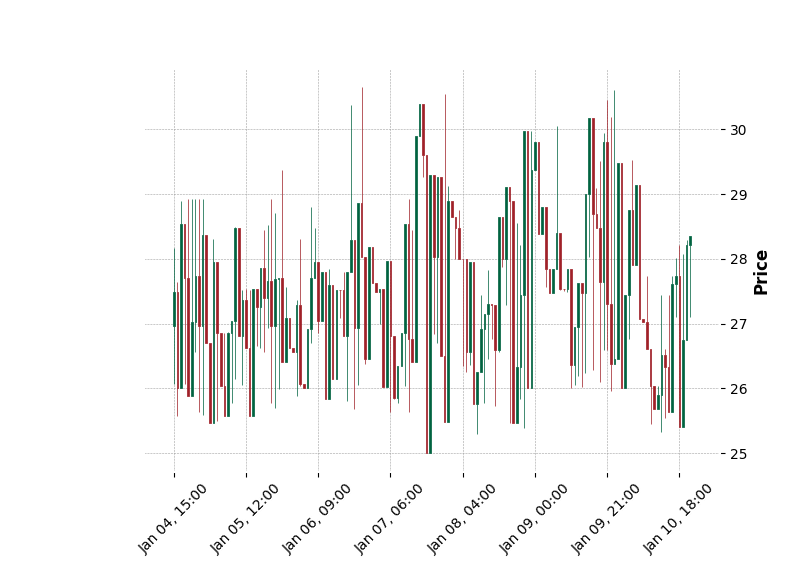 30
29
28
27
26
25
Price
Jan 04, 15:00
Jan 05, 12:00
Jan 06, 09:00
Jan 07, 06:00
Jan 08, 04:00
Jan 09, 00:00
Jan 09, 21:00
Jan 10, 18:00